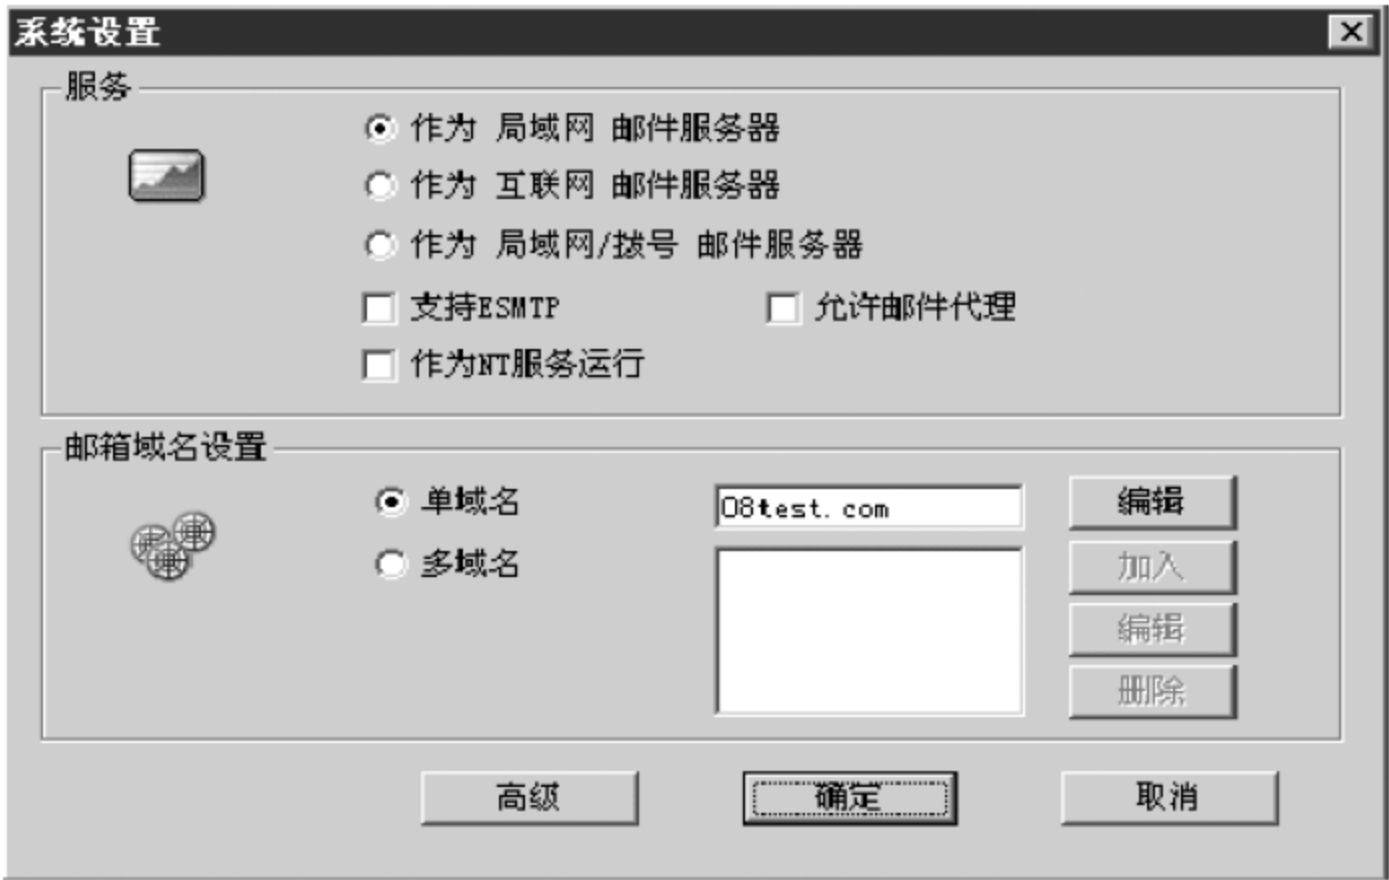 系统设置
服务
作为 局域网 邮件服务器
作为 互联网 邮件服务器
作为 局域网/拨号 邮件服务器
支持ESMTP 允许邮件代理
作为NT服务运行
邮箱域名设置
单域名 08test.com 编辑
多域名 加入
编辑
删除
高级 确定 取消